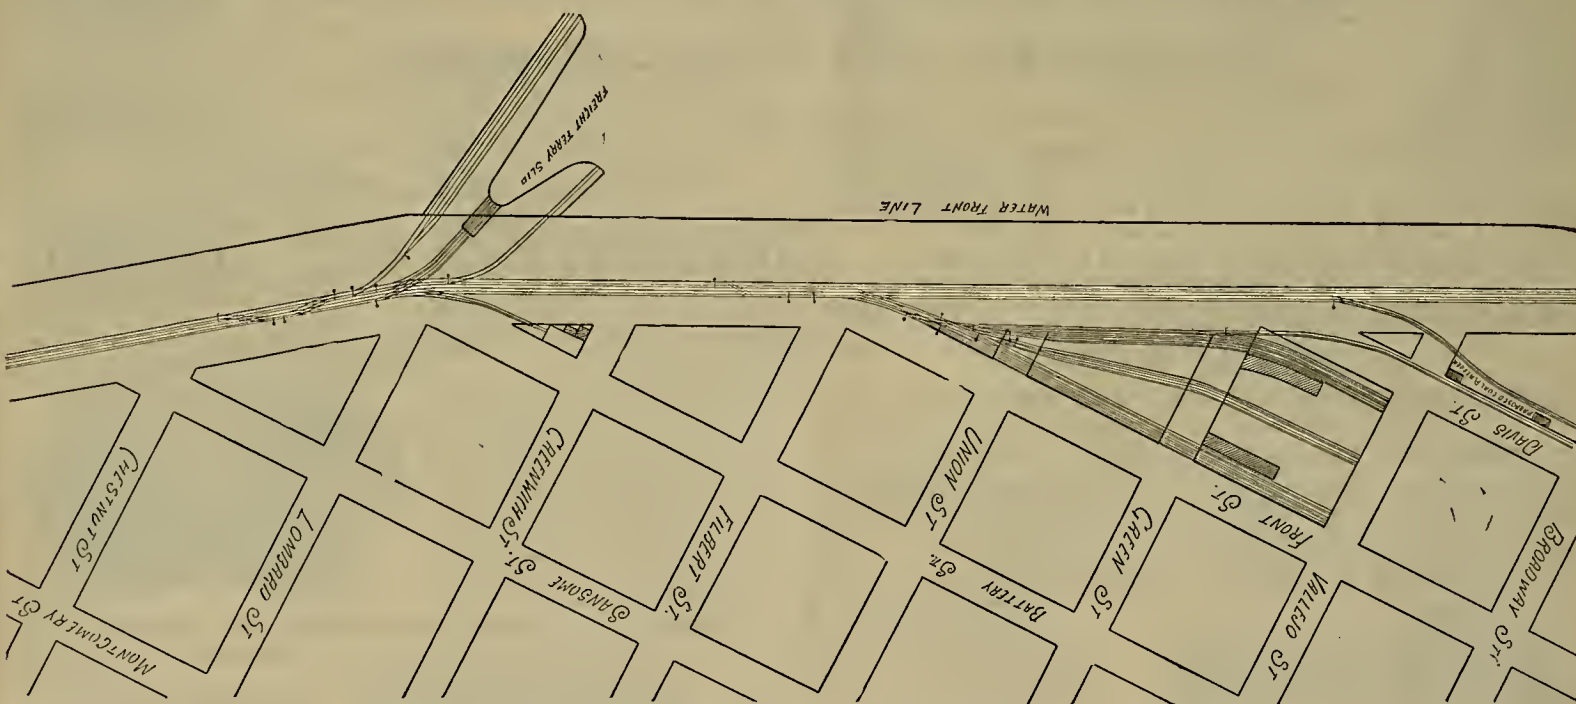 FREIGHT FERRY SLIP
WATER FRONT LINE
CHESTNUT ST
LOMBARD ST
GREENWICH ST
FILBERT ST.
UNION ST
GREEN ST
VALLEJO ST
BROADWAY ST
MONTGOMERY ST
SANSOME ST.
BATTERY ST.
FRONT ST.
DAVIS ST.